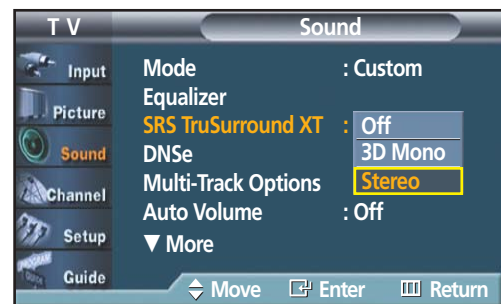 T V
Sound
Input
Picture
Sound
Channel
Setup
Guide
Mode : Custom
Equalizer
SRS TruSurround XT : Off
DNSe 3D Mono
Multi-Track Options Stereo
Auto Volume : Off
▼ More
Move Enter Return